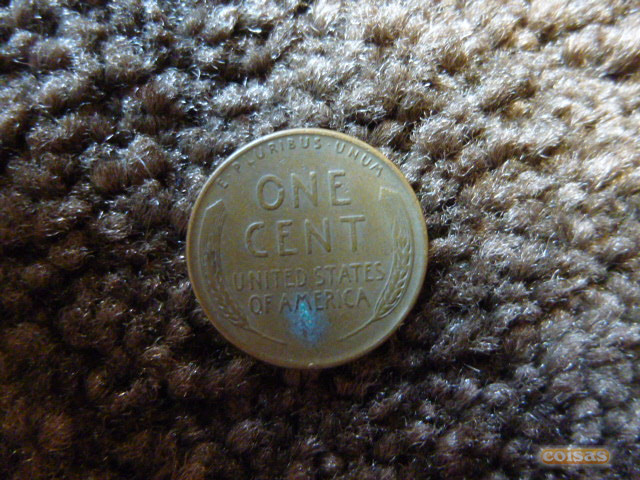 E PLURIBUS UNUM
ONE
CENT
UNITED STATES
OF AMERICA
coisas